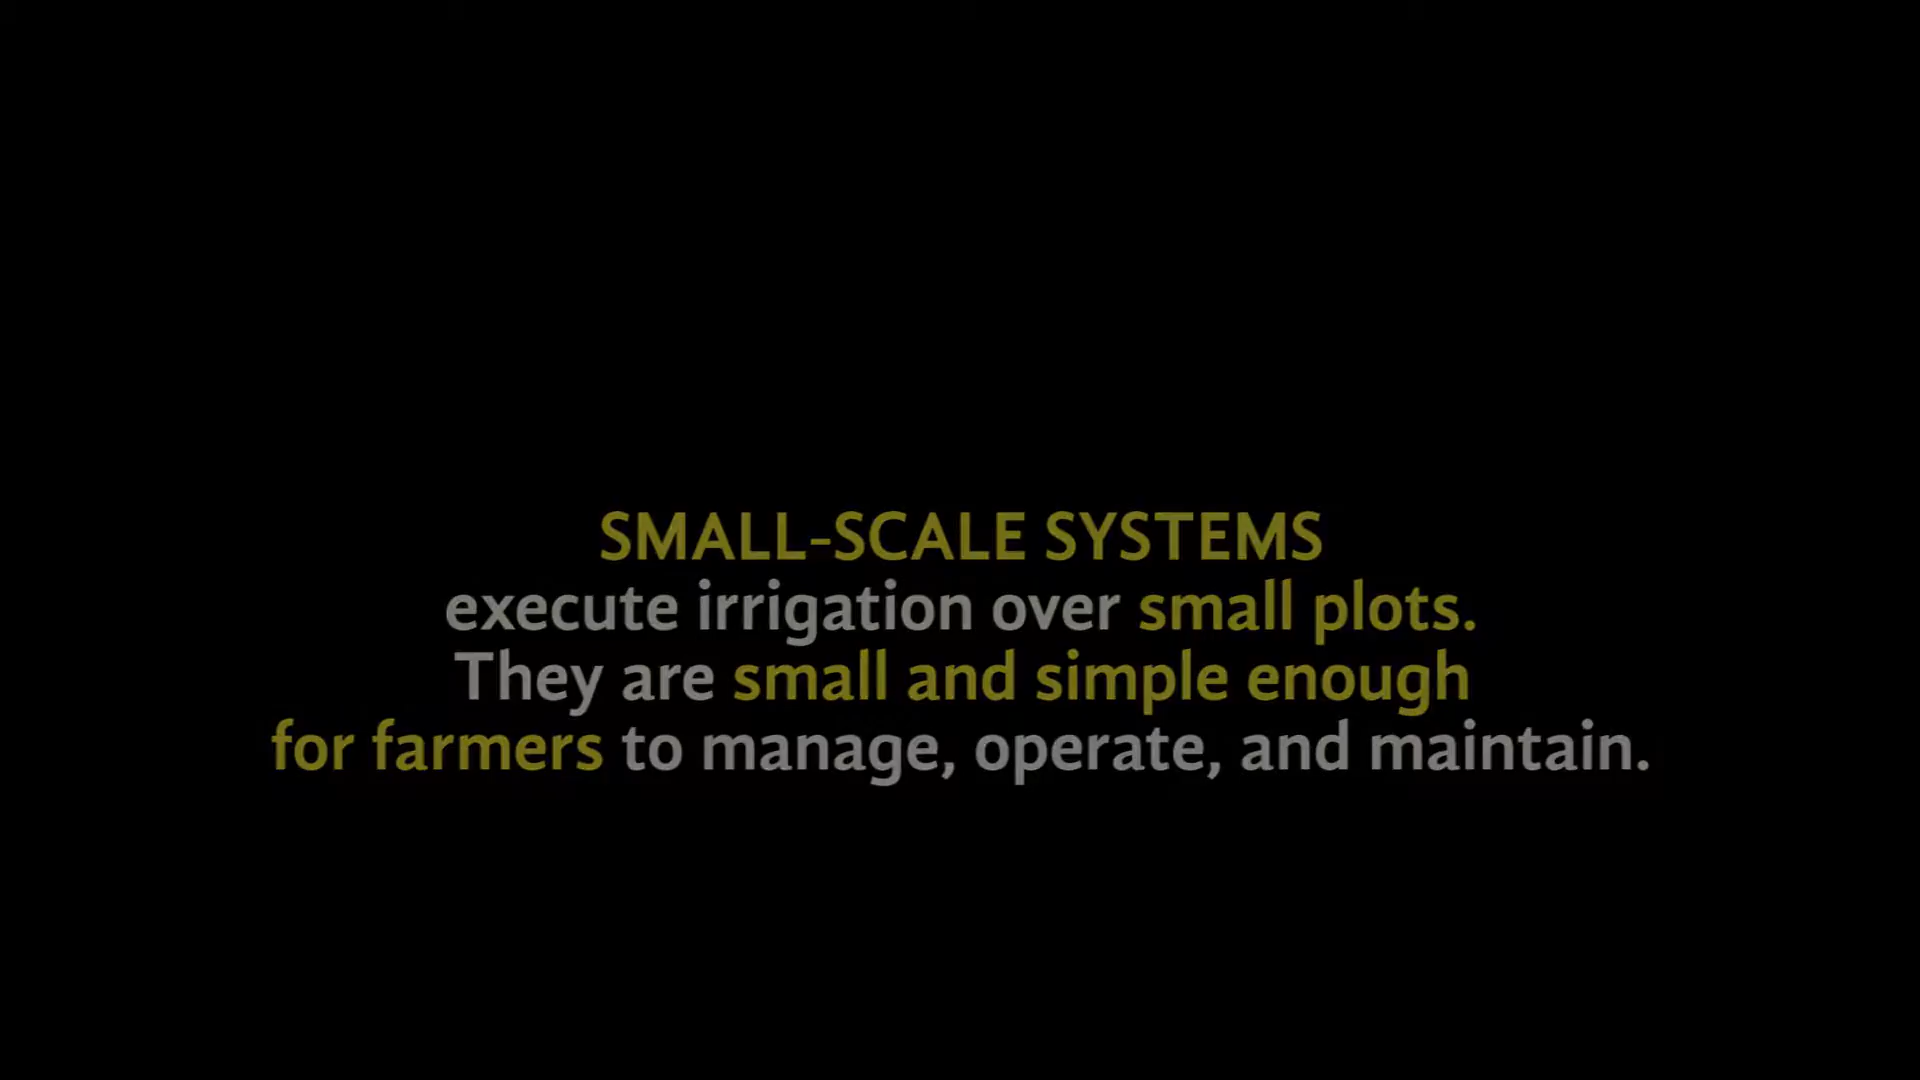 SMALL-SCALE SYSTEMS
execute irrigation over small plots.
They are small and simple enough
for farmers to manage, operate, and maintain.